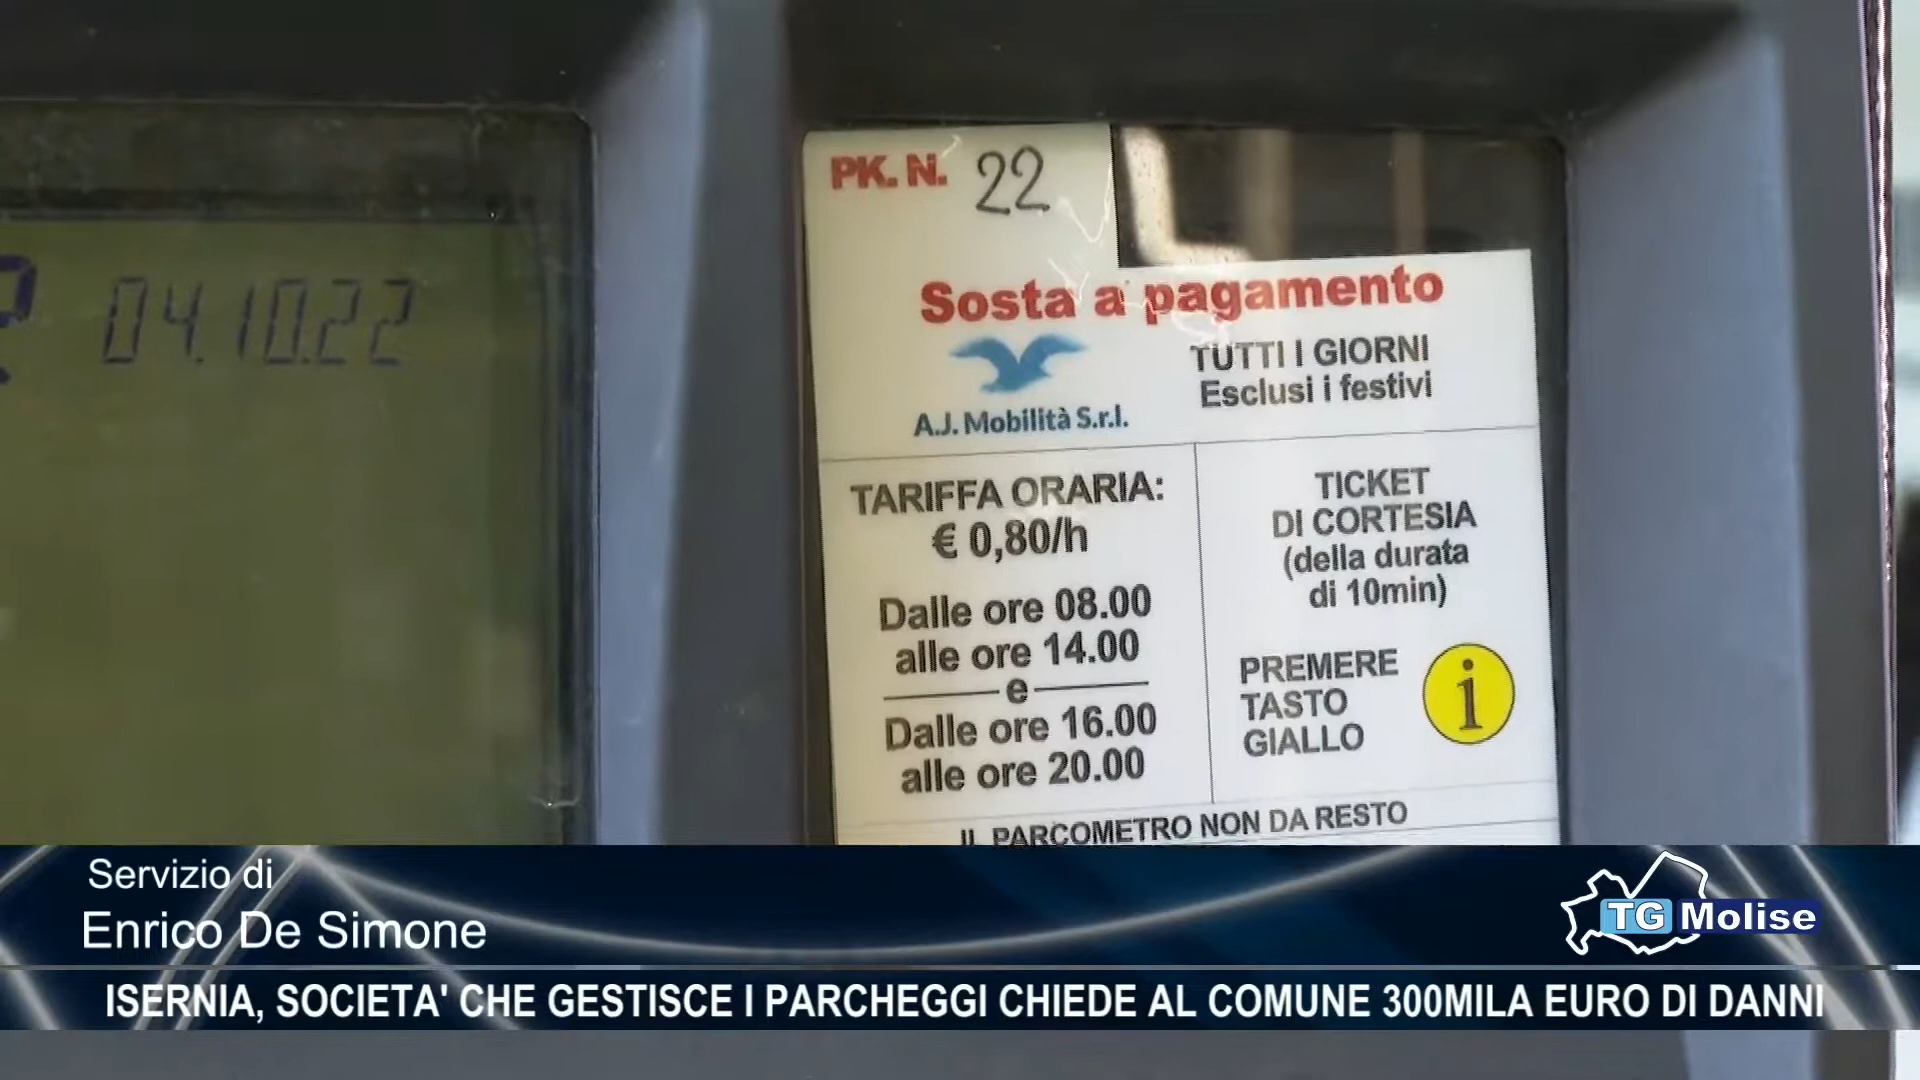 04.10.22
PK. N. 22
Sosta a pagamento
A.J. Mobilità S.r.l.
TUTTI I GIORNI
Esclusi i festivi
TARIFFA ORARIA:
€ 0,80/h
Dalle ore 08.00
alle ore 14.00
e
Dalle ore 16.00
alle ore 20.00
TICKET
DI CORTESIA
(della durata
di 10min)
PREMERE
TASTO
GIALLO
i
IL PARCOMETRO NON DA RESTO
Servizio di
Enrico De Simone
TG Molise
ISERNIA, SOCIETA' CHE GESTISCE I PARCHEGGI CHIEDE AL COMUNE 300MILA EURO DI DANNI